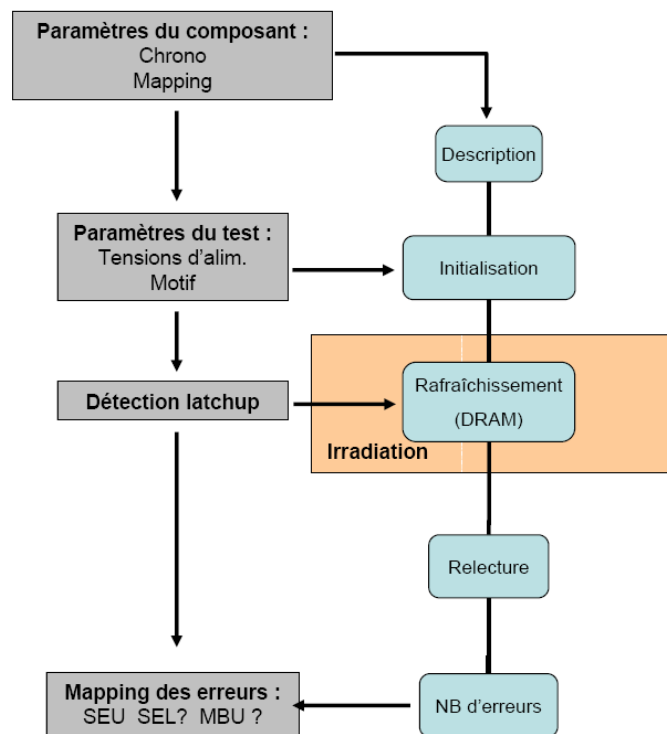 Paramètres du composant :
Chrono
Mapping
Description
Paramètres du test :
Tensions d'alim.
Motif
Initialisation
Détection latchup
Rafraîchissement
(DRAM)
Irradiation
Relecture
Mapping des erreurs :
SEU SEL? MBU ?
NB d'erreurs